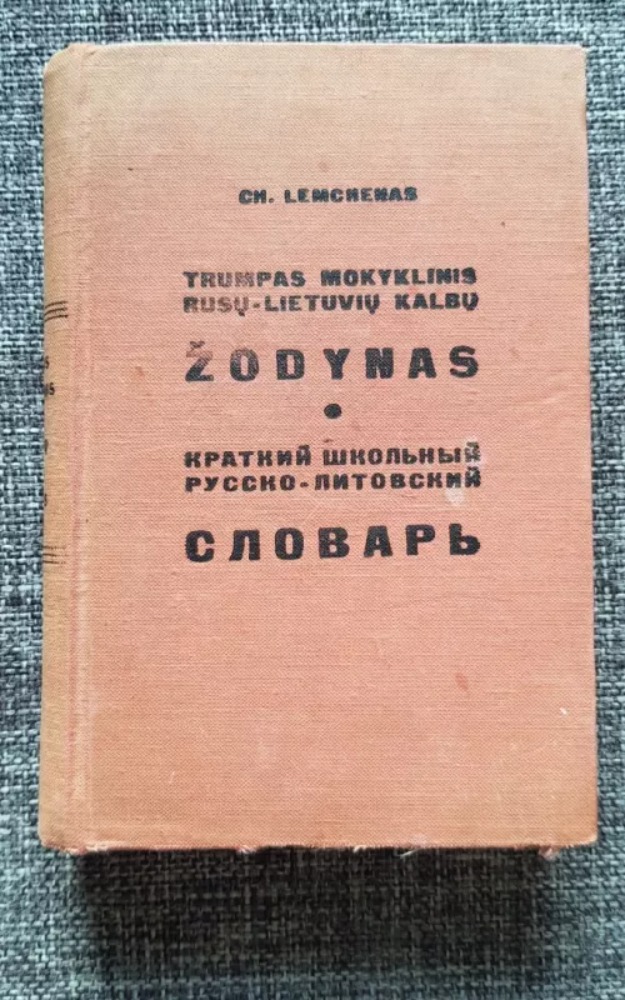 CH. LEMCHENAS
TRUMPAS MOKYKLINIS
RUSŲ-LIETUVIŲ KALBŲ
ŽODYNAS
КРАТКИЙ ШКОЛЬНЫЙ
РУССКО-ЛИТОВСКИЙ
СЛОВАРЬ